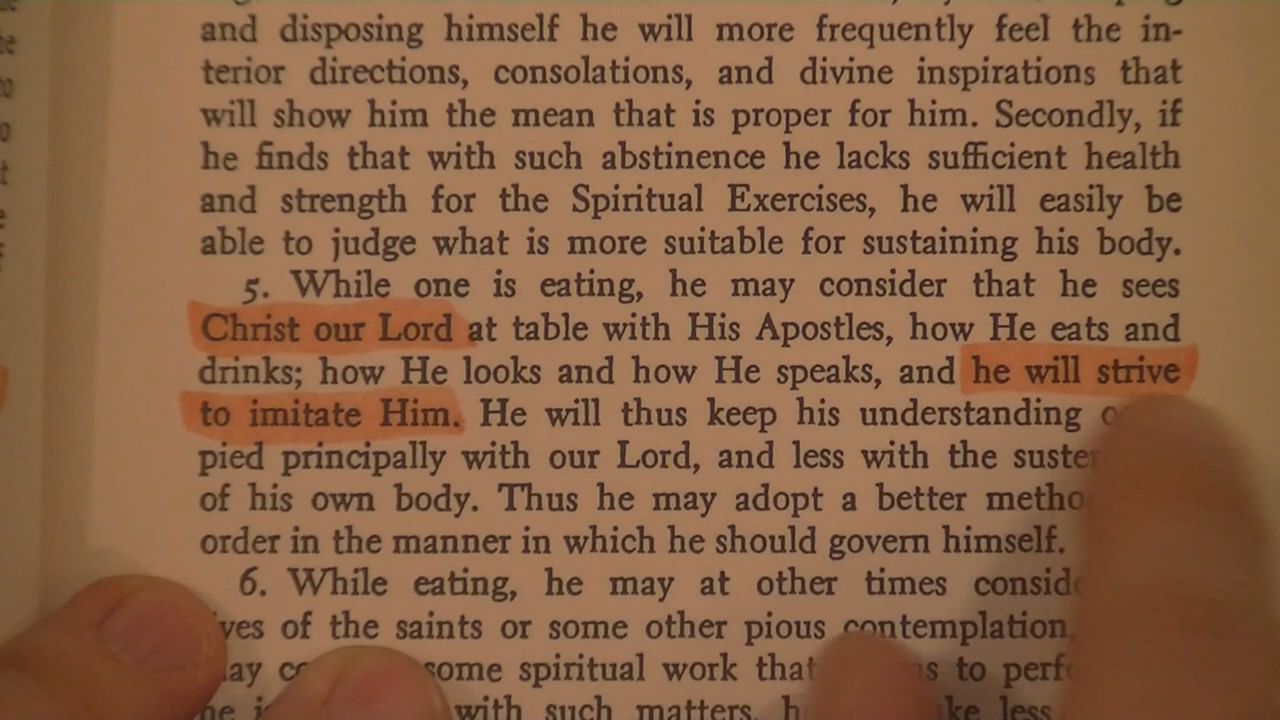 and disposing himself he will more frequently feel the in-
terior directions, consolations, and divine inspirations that
will show him the mean that is proper for him. Secondly, if
he finds that with such abstinence he lacks sufficient health
and strength for the Spiritual Exercises, he will easily be
able to judge what is more suitable for sustaining his body.
5. While one is eating, he may consider that he sees
Christ our Lord at table with His Apostles, how He eats and
drinks; how He looks and how He speaks, and he will strive
to imitate Him. He will thus keep his understanding
pied principally with our Lord, and less with the
of his own body. Thus he may adopt a better
order in the manner in which he should govern himself.
6. While eating, he may at other times
of the saints or some other pious contemplation,
some spiritual work that to
with such matters, less